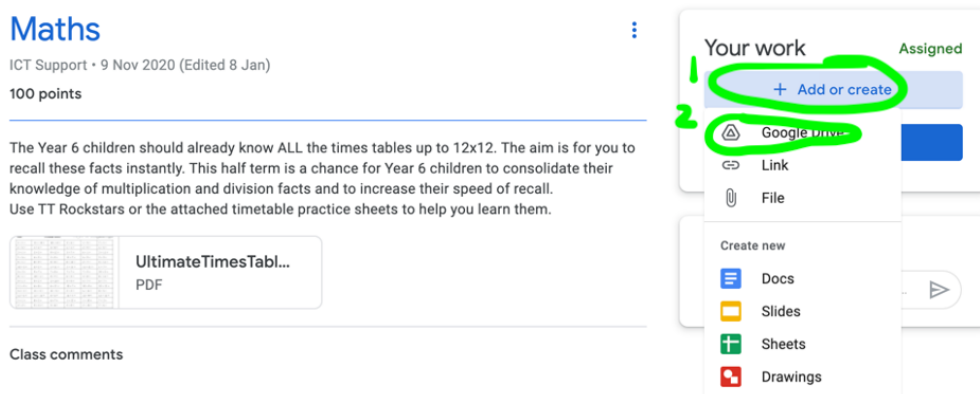 Maths
ICT Support • 9 Nov 2020 (Edited 8 Jan)
100 points
The Year 6 children should already know ALL the times tables up to 12x12. The aim is for you to
recall these facts instantly. This half term is a chance for Year 6 children to consolidate their
knowledge of multiplication and division facts and to increase their speed of recall.
Use TT Rockstars or the attached timetable practice sheets to help you learn them.
UltimateTimesTabl...
PDF
Class comments
Your work
Assigned
1
+ Add or create
2
Google Drive
Link
File
Create new
Docs
Slides
Sheets
Drawings